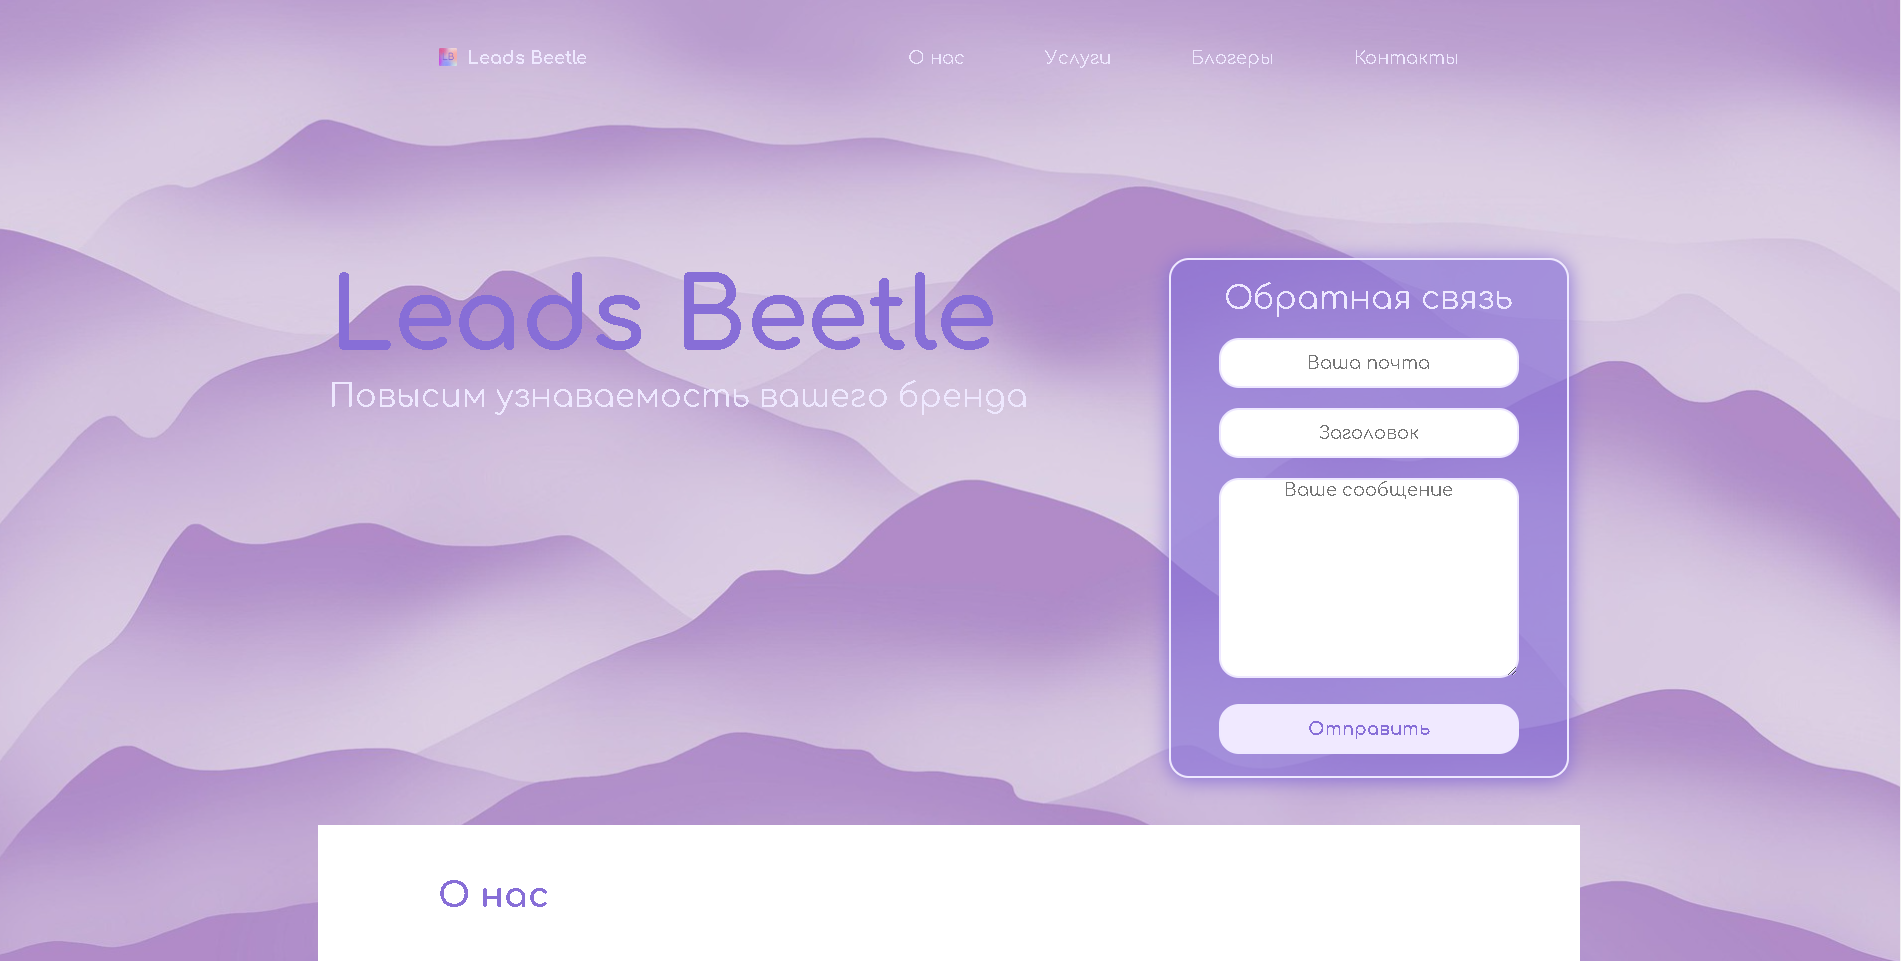 Leads Beetle
О нас
Услуги
Блогеры
Контакты
Leads Beetle
Повысим узнаваемость вашего бренда
Обратная связь
Ваша почта
Заголовок
Ваше сообщение
Отправить
О нас